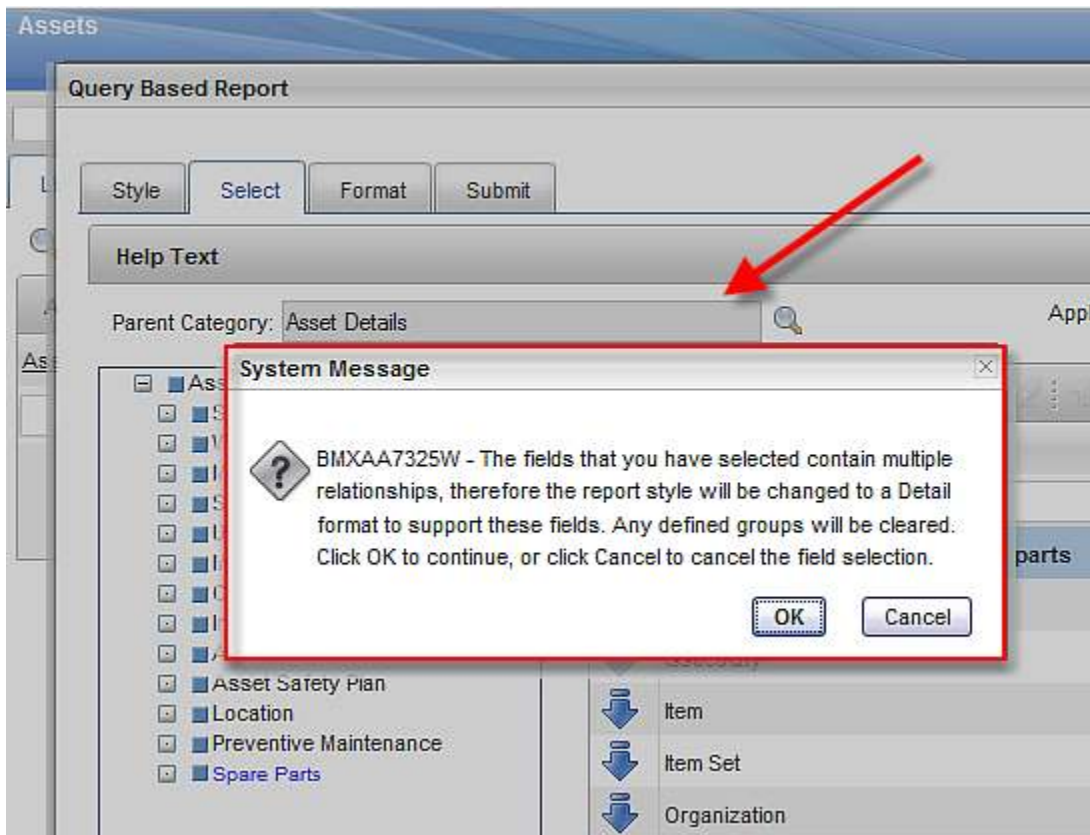 Assets
Query Based Report
L
Style Select Format Submit
Help Text
Parent Category: Asset Details
Appl
Ass
System Message
BMXAA7325W - The fields that you have selected contain multiple
relationships, therefore the report style will be changed to a Detail
format to support these fields. Any defined groups will be cleared.
Click OK to continue, or click Cancel to cancel the field selection.
OK Cancel
parts
Asset Safety Plan
Location
Preventive Maintenance
Spare Parts
Item
Item Set
Organization